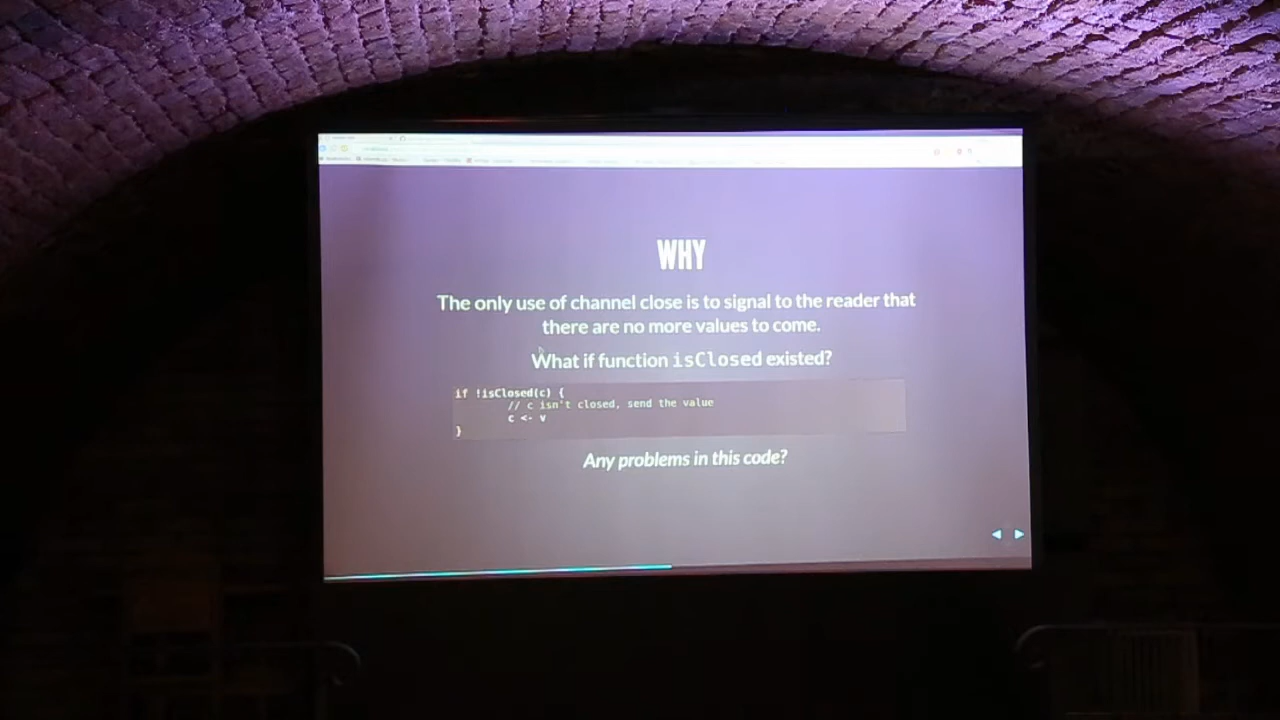 WHY
The only use of channel close is to signal to the reader that
there are no more values to come.
What if function isClosed existed?
if !isClosed(c) {
// c isn't closed, send the value
c <- v
}
Any problems in this code?